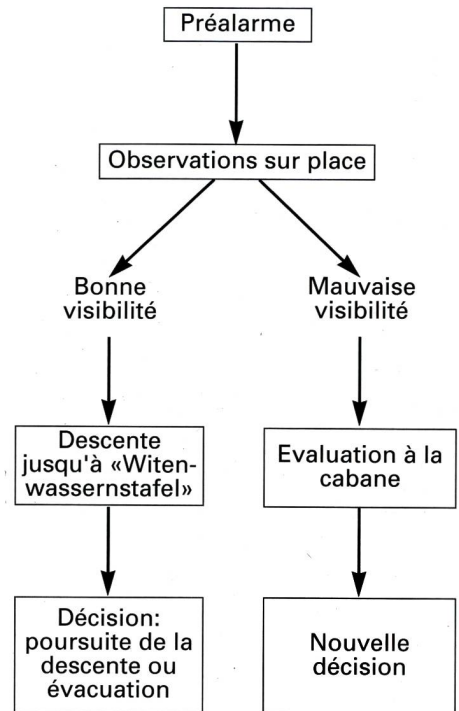 Préalarme
Observations sur place
Bonne
visibilité
Mauvaise
visibilité
Descente
jusqu'à «Witen-
wassernstafel»
Evaluation à la
cabane
Décision:
poursuite de la
descente ou
évacuation
Nouvelle
décision